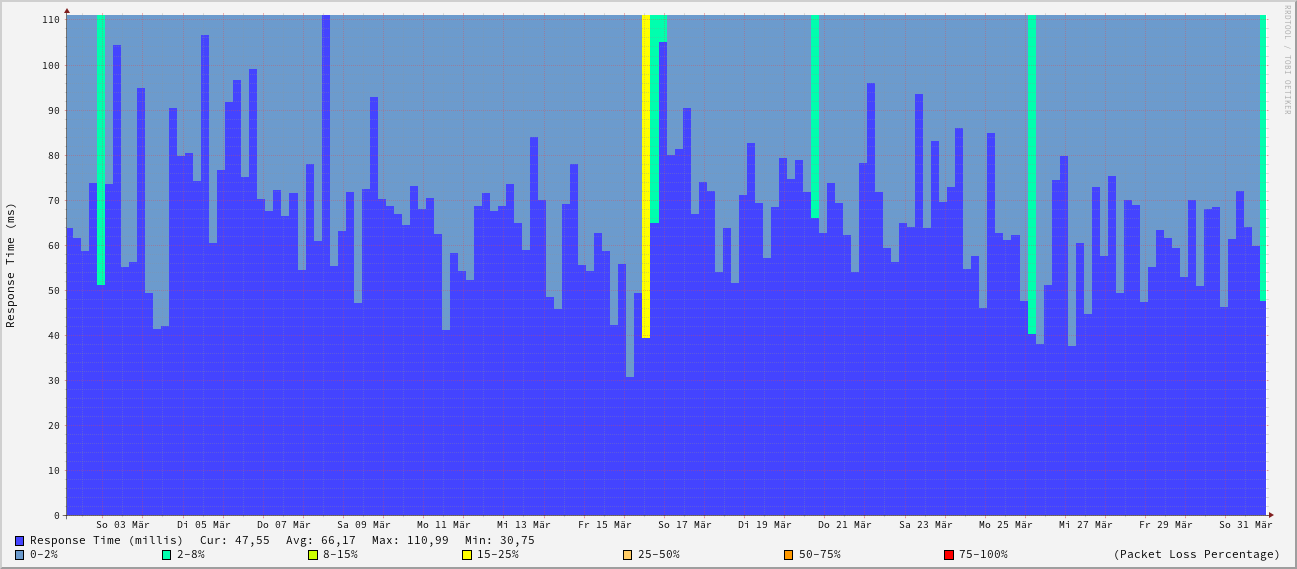 RRDTOOL / TOBI OETIKER
Response Time (ms)
110
100
90
80
70
60
50
40
30
20
10
0
So 03 Mär Di 05 Mär Do 07 Mär Sa 09 Mär Mo 11 Mär Mi 13 Mär Fr 15 Mär So 17 Mär Di 19 Mär Do 21 Mär Sa 23 Mär Mo 25 Mär Mi 27 Mär Fr 29 Mär So 31 Mär
Response Time (millis) Cur: 47,55 Avg: 66,17 Max: 110,99 Min: 30,75
0-2% 2-8% 8-15% 15-25% 25-50% 50-75% 75-100% (Packet Loss Percentage)